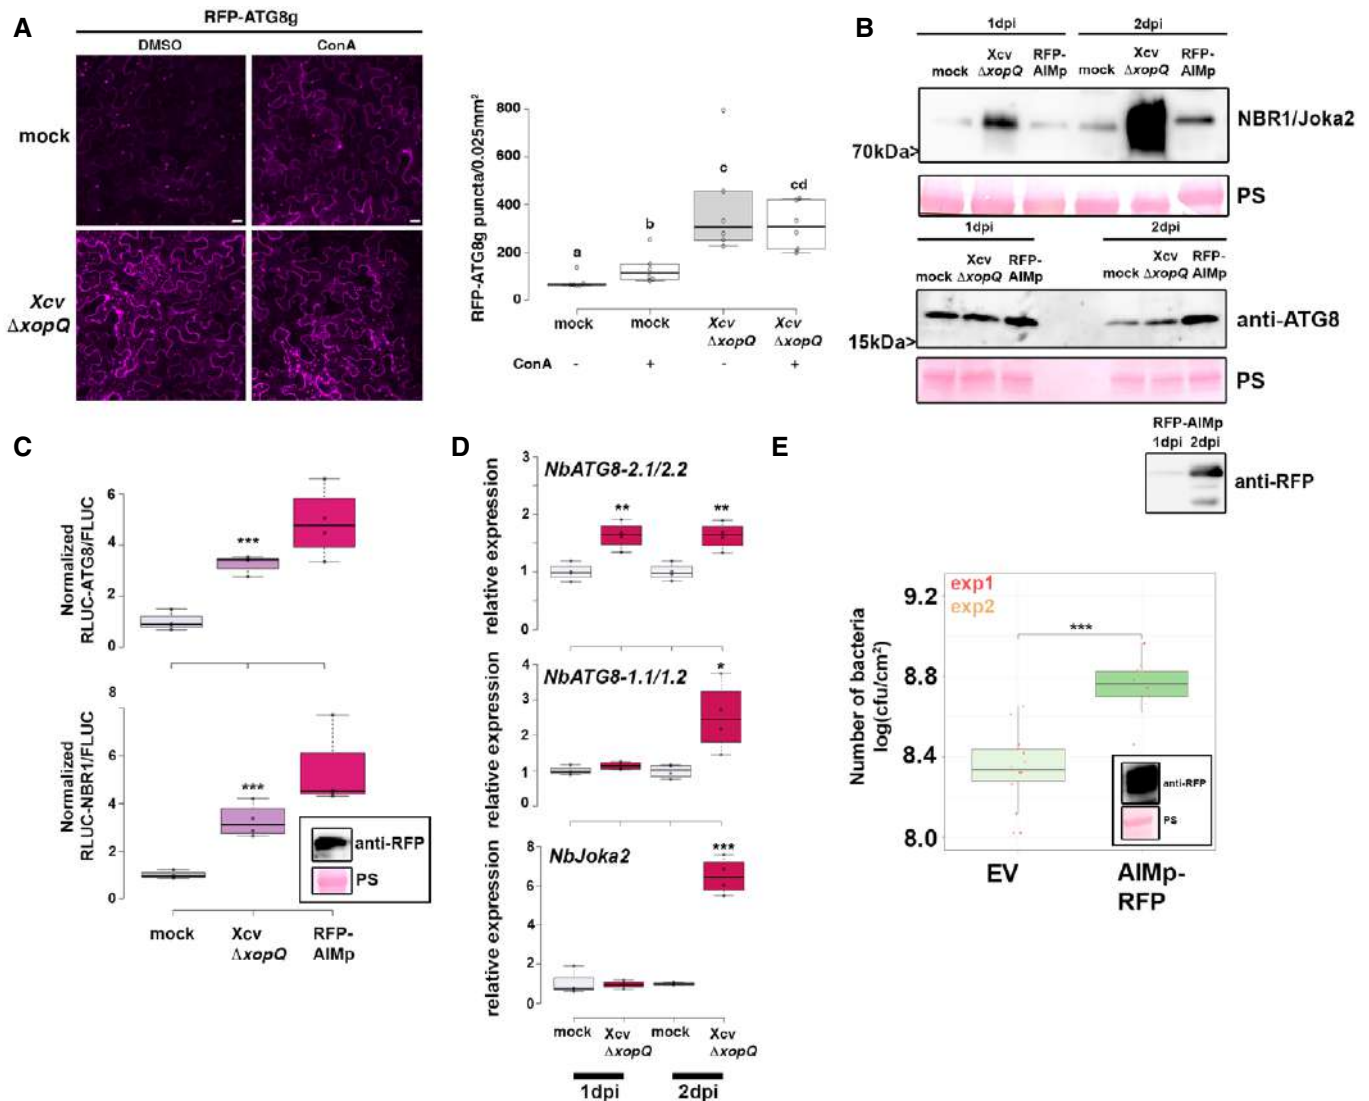 A
RFP-ATG8g
DMSO
ConA
mock
Xcv
ΔxopQ
RFP-ATG8g puncta/0.025mm²
800
600
400
200
0
a
b
c
cd
mock
mock
Xcv
ΔxopQ
Xcv
ΔxopQ
ConA
-
+
-
+
B
1dpi
2dpi
mock
Xcv
ΔxopQ
RFP-
AIMp
mock
Xcv
ΔxopQ
RFP-
AIMp
NBR1/Joka2
70kDa>
PS
1dpi
2dpi
mock
Xcv
ΔxopQ
RFP-
AIMp
mock
Xcv
ΔxopQ
RFP-
AIMp
anti-ATG8
15kDa>
PS
RFP-AIMp
1dpi 2dpi
anti-RFP
C
Normalized
RLUC-ATG8/FLUC
6
4
2
0
***
Normalized
RLUC-NBR1/FLUC
8
6
4
2
0
***
anti-RFP
PS
mock
Xcv
ΔxopQ
RFP-
AIMp
D
NbATG8-2.1/2.2
relative expression
3
2
1
0
**
**
NbATG8-1.1/1.2
relative expression
4
3
2
1
0
*
NbJoka2
relative expression
8
6
4
2
0
***
mock
Xcv
ΔxopQ
mock
Xcv
ΔxopQ
1dpi
2dpi
E
exp1
exp2
Number of bacteria
log(cfu/cm²)
9.2
8.8
8.4
8.0
***
anti-RFP
PS
EV
AIMp-
RFP